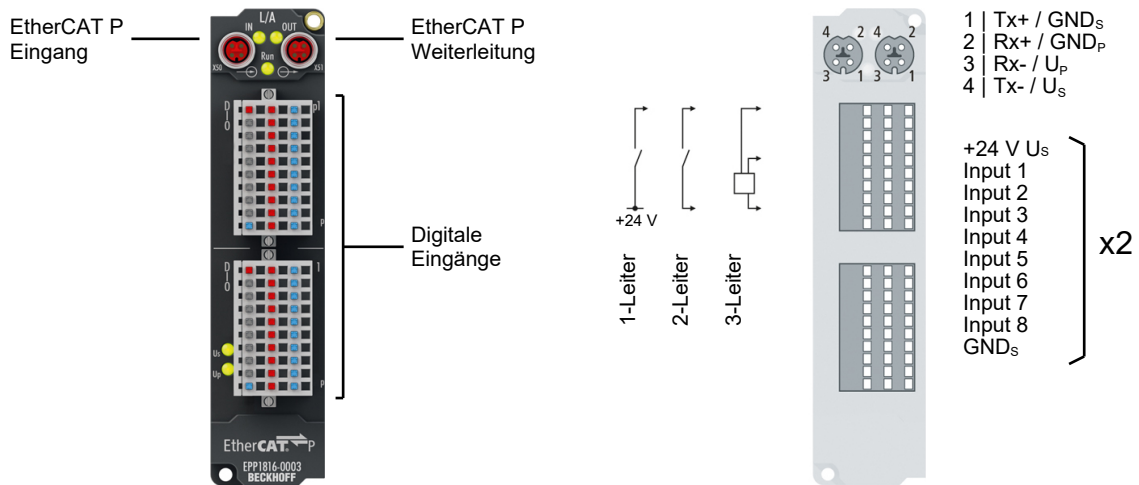 EtherCAT P
Eingang
L/A
IN
OUT
X50
X51
Run
EtherCAT P
Weiterleitung
D
I
O
p1
P
D
I
O
1
P
Us
Up
Digitale
Eingänge
EtherCAT® P
EPP1816-0003
BECKHOFF
+24 V
1-Leiter
2-Leiter
3-Leiter
4 2 4 2
3 1 3 1
1 | Tx+ / GNDS
2 | Rx+ / GNDP
3 | Rx- / UP
4 | Tx- / US
+24 V US
Input 1
Input 2
Input 3
Input 4
Input 5
Input 6
Input 7
Input 8
GNDS
x2